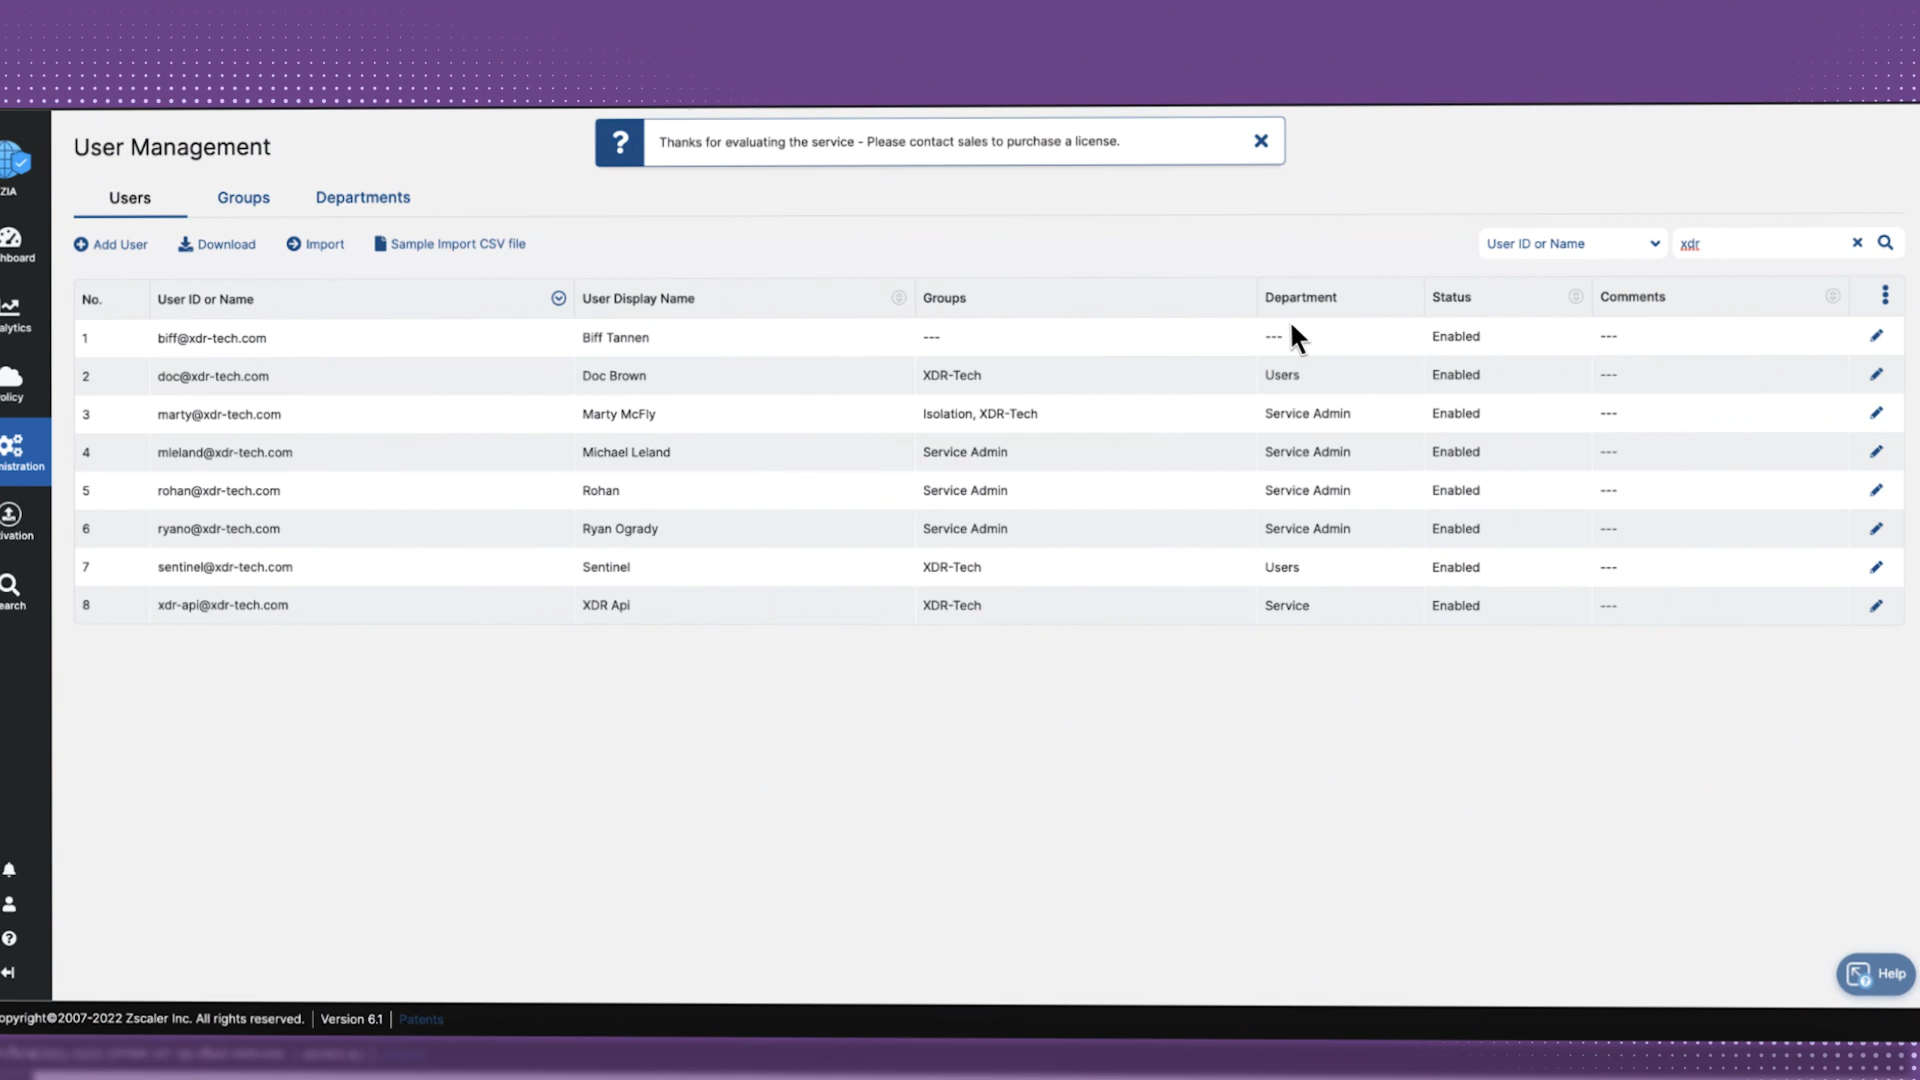 User Management
Thanks for evaluating the service - Please contact sales to purchase a license.
ZIA
Users Groups Departments
hboard
Add User Download Import Sample Import CSV file User ID or Name xdr
No. User ID or Name User Display Name Groups Department Status Comments
alytics
1 biff@xdr-tech.com Biff Tannen --- --- Enabled ---
2 doc@xdr-tech.com Doc Brown XDR-Tech Users Enabled ---
olicy
3 marty@xdr-tech.com Marty McFly Isolation, XDR-Tech Service Admin Enabled ---
4 mleland@xdr-tech.com Michael Leland Service Admin Service Admin Enabled ---
nistration
5 rohan@xdr-tech.com Rohan Service Admin Service Admin Enabled ---
6 ryano@xdr-tech.com Ryan Ogrady Service Admin Service Admin Enabled ---
ivation
7 sentinel@xdr-tech.com Sentinel XDR-Tech Users Enabled ---
8 xdr-api@xdr-tech.com XDR Api XDR-Tech Service Enabled ---
earch
Help
opyright©2007-2022 Zscaler Inc. All rights reserved. | Version 6.1 | Patents